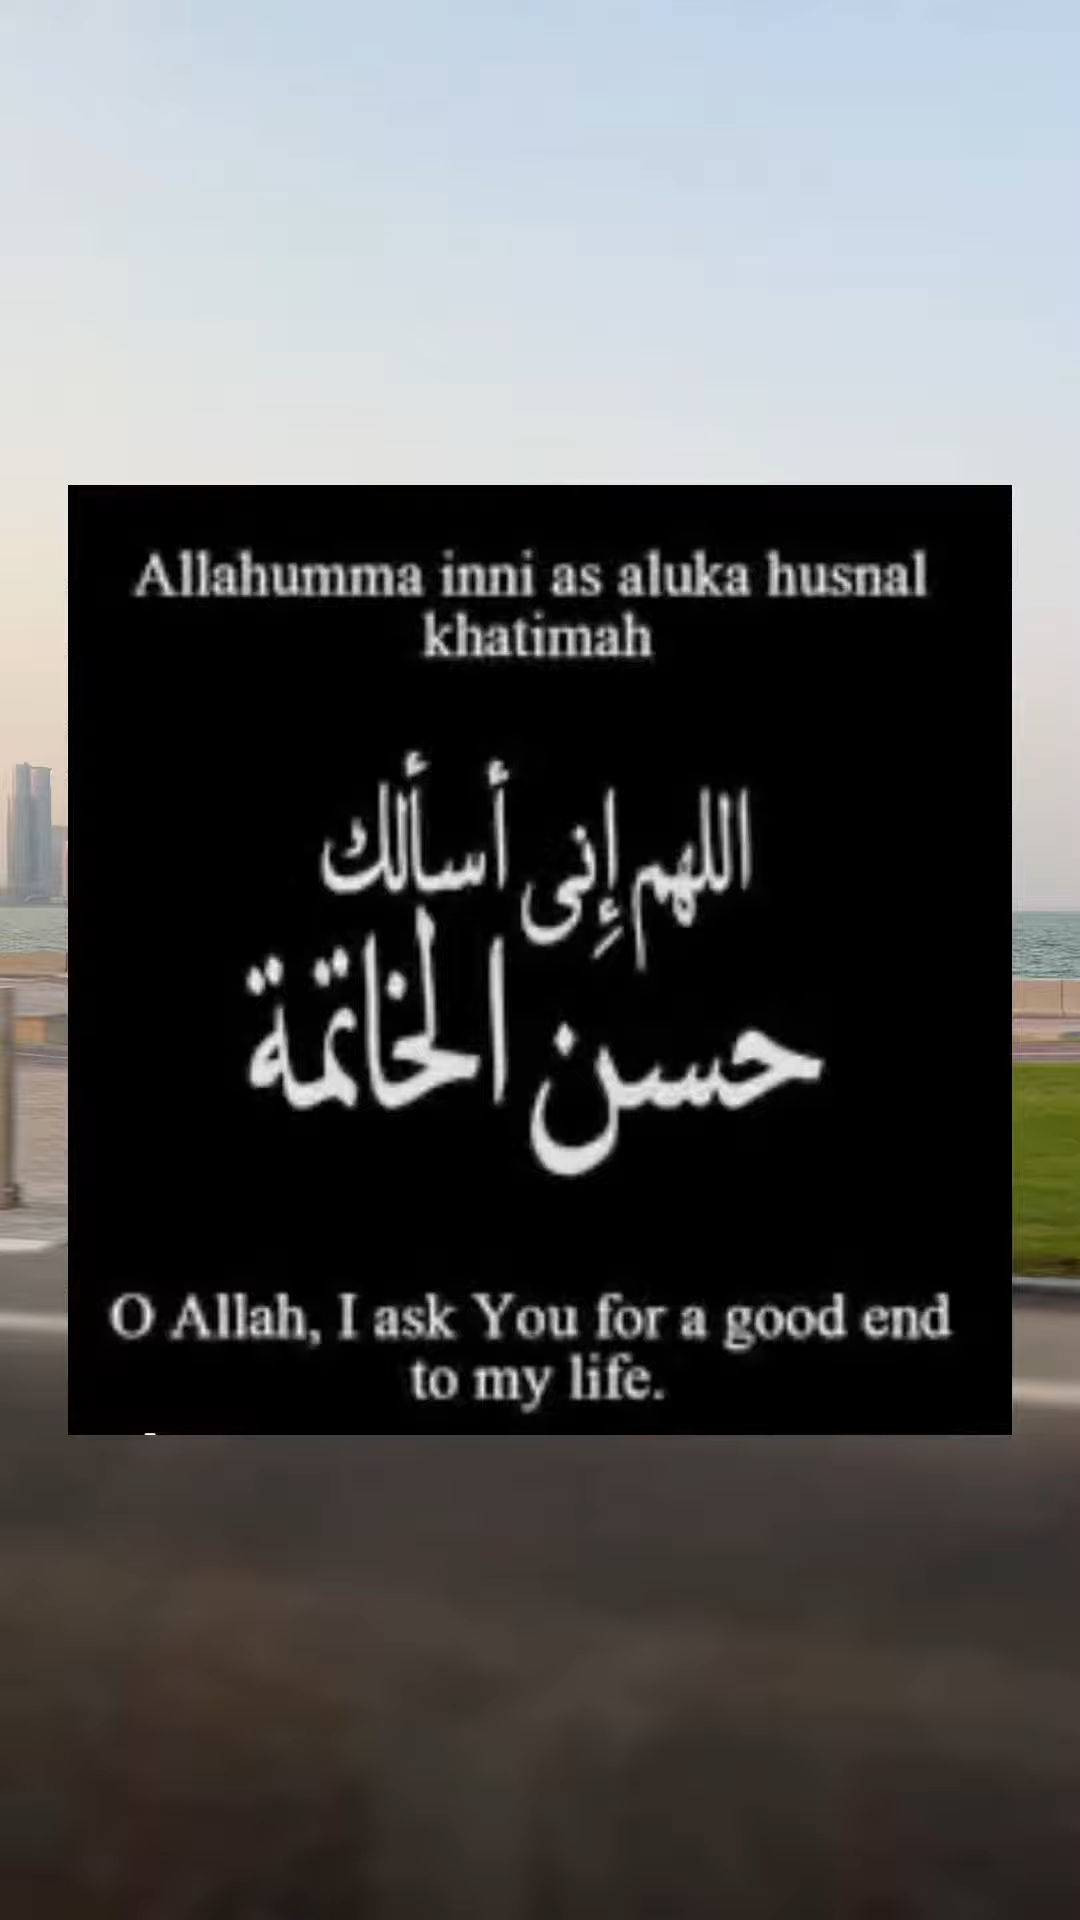 Allahumma inni as aluka husnal
khatimah
اللهم إنى أسألك
حسن الخاتمة
O Allah, I ask You for a good end
to my life.